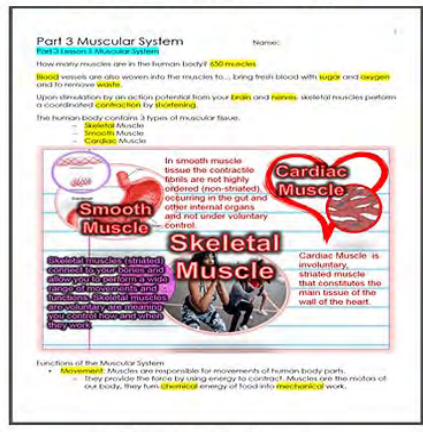 Part 3 Muscular System Name:
Part 3 Lesson 1 Muscular System
How many muscles are in the human body? 650 muscles
Blood vessels are also woven into the muscles to... bring fresh blood with sugar and oxygen
and to remove waste.
Upon stimulation by an action potential from your brain and nerves, skeletal muscles perform
a coordinated contraction by shortening.
The human body contains 3 types of muscular tissue.
– Skeletal Muscle
– Smooth Muscle
– Cardiac Muscle
Smooth
Muscle
In smooth muscle
tissue the contractile
fibrils are not highly
ordered (non-striated),
occurring in the gut and
other internal organs
and not under voluntary
control.
Cardiac
Muscle
Skeletal
Muscle
Skeletal muscles (striated)
connect to your bones and
allow you to perform a wide
range of movements and
functions. Skeletal muscles
are voluntary are meaning
you control how and when
they work.
Cardiac Muscle is
involuntary,
striated muscle
that constitutes the
main tissue of the
wall of the heart.
Functions of the Muscular System
• Movement: Muscles are responsible for movements of human body parts.
– They provide the force by using energy to contract. Muscles are the motors of
our body, they turn chemical energy of food into mechanical work.